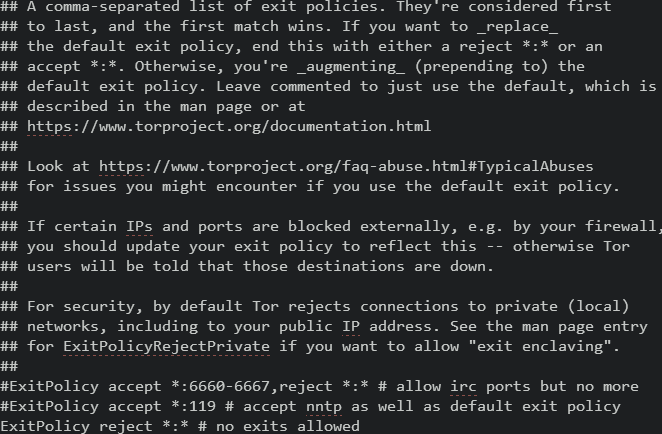 ## A comma-separated list of exit policies. They're considered first
## to last, and the first match wins. If you want to _replace_
## the default exit policy, end this with either a reject *:* or an
## accept *:*. Otherwise, you're _augmenting_ (prepending to) the
## default exit policy. Leave commented to just use the default, which is
## described in the man page or at
## https://www.torproject.org/documentation.html
##
## Look at https://www.torproject.org/faq-abuse.html#TypicalAbuses
## for issues you might encounter if you use the default exit policy.
##
## If certain IPs and ports are blocked externally, e.g. by your firewall,
## you should update your exit policy to reflect this -- otherwise Tor
## users will be told that those destinations are down.
##
## For security, by default Tor rejects connections to private (local)
## networks, including to your public IP address. See the man page entry
## for ExitPolicyRejectPrivate if you want to allow "exit enclaving".
##
#ExitPolicy accept *:6660-6667,reject *:* # allow irc ports but no more
#ExitPolicy accept *:119 # accept nntp as well as default exit policy
ExitPolicy reject *:* # no exits allowed